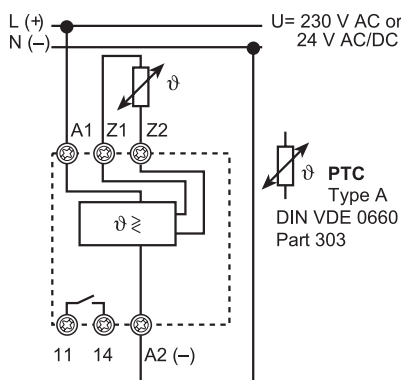 L (+)
N (–)
U= 230 V AC or
24 V AC/DC
ϑ
A1 Z1 Z2
ϑ PTC
Type A
DIN VDE 0660
Part 303
ϑ ≷
11 14 A2 (–)